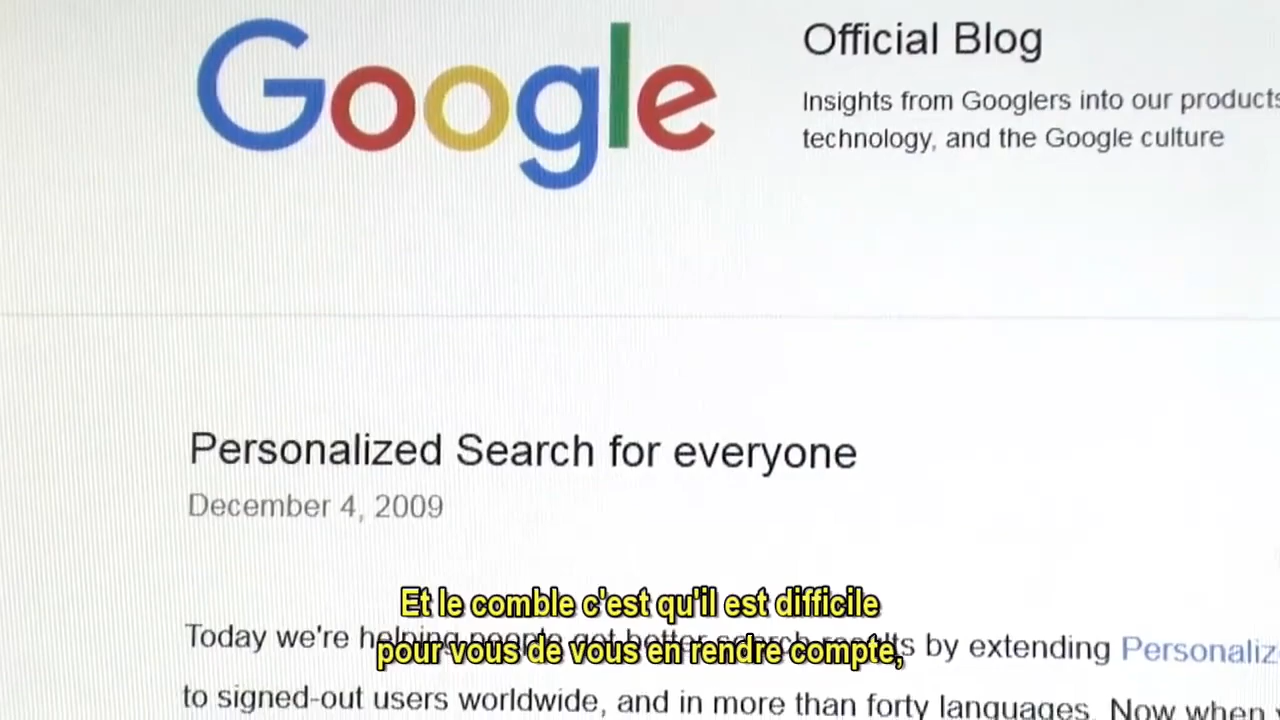 Google
Official Blog
Insights from Googlers into our products
technology, and the Google culture
Personalized Search for everyone
December 4, 2009
Today we're helping people get better search results by extending Personaliz
to signed-out users worldwide, and in more than forty languages. Now when
Et le comble c'est qu'il est difficile
pour vous de vous en rendre compte,